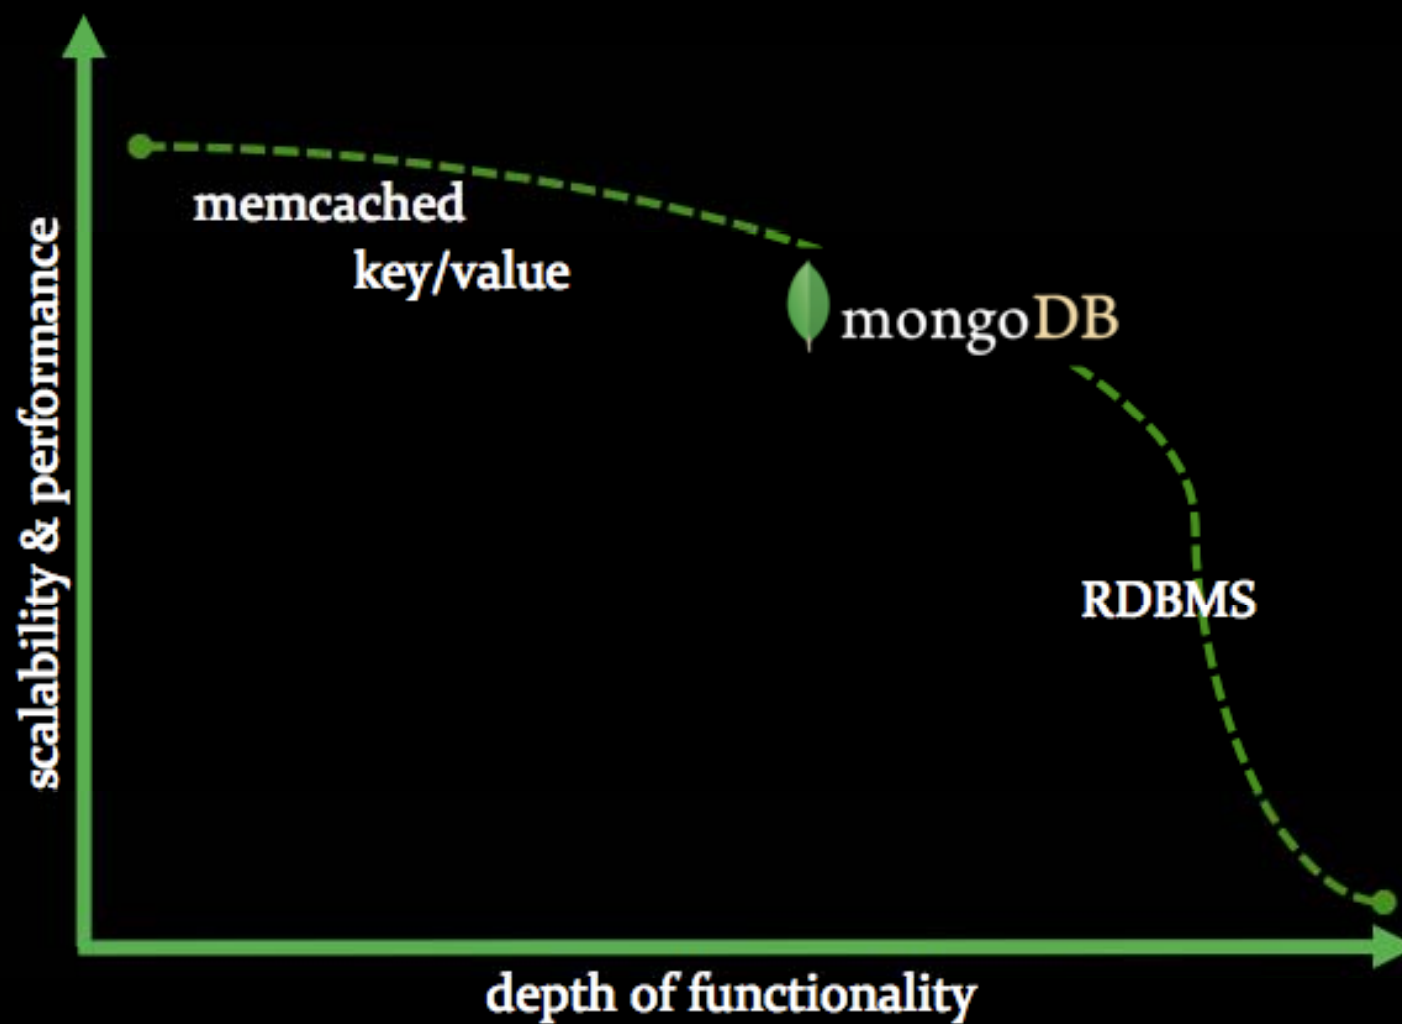 scalability & performance
memcached
key/value
mongoDB
RDBMS
depth of functionality